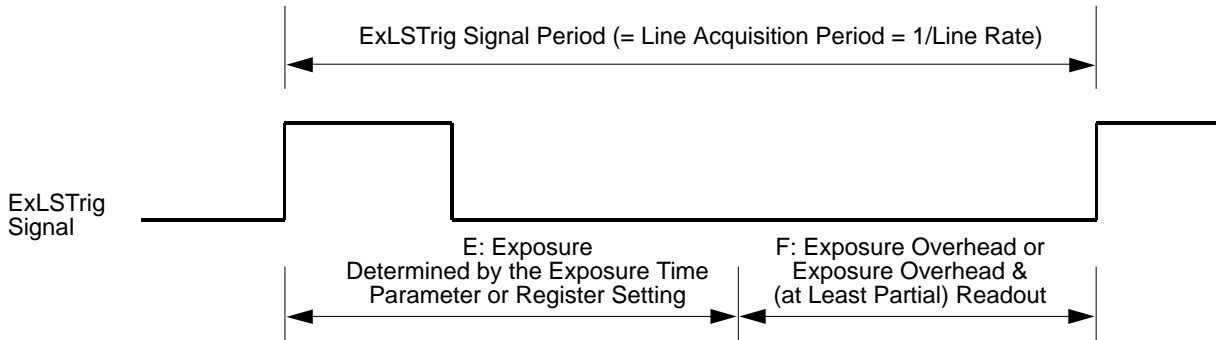 ExLSTrig Signal Period (= Line Acquisition Period = 1/Line Rate)
ExLSTrig
Signal
E: Exposure
Determined by the Exposure Time
Parameter or Register Setting
F: Exposure Overhead or
Exposure Overhead &
(at Least Partial) Readout